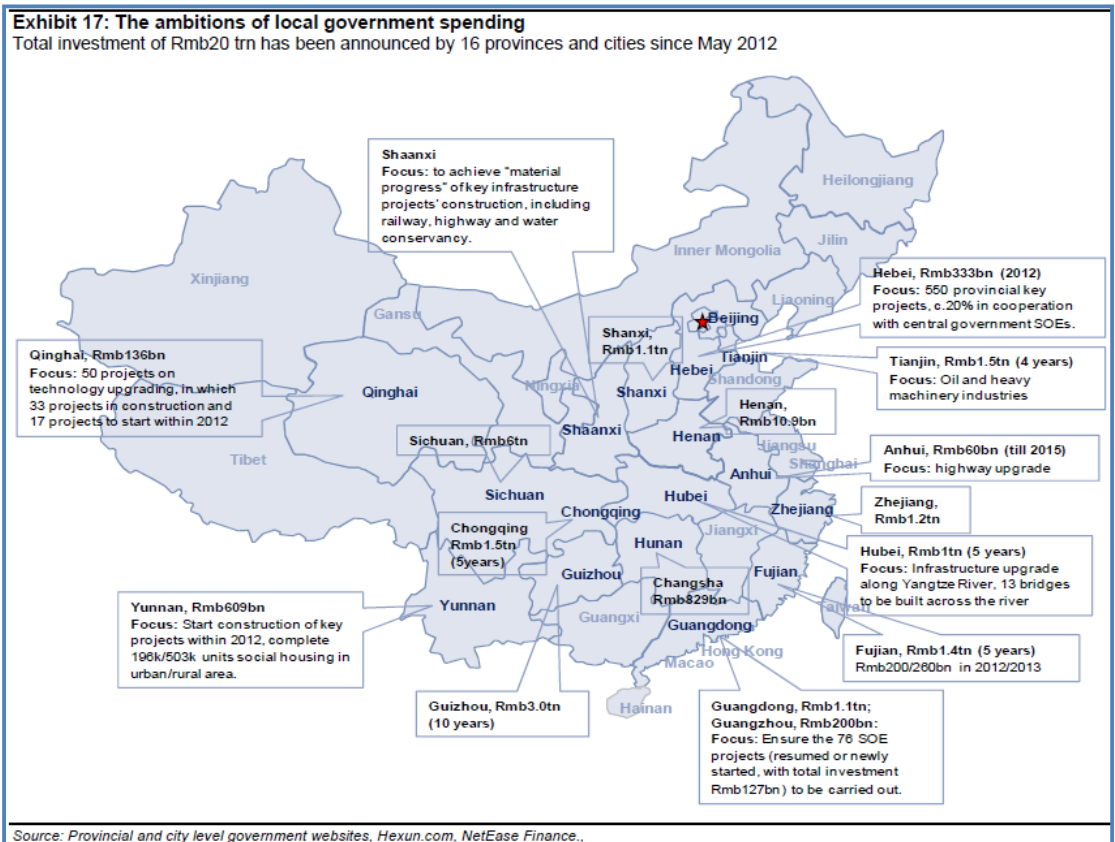 Exhibit 17: The ambitions of local government spending
Total investment of Rmb20 trn has been announced by 16 provinces and cities since May 2012
Shaanxi
Focus: to achieve "material
progress" of key infrastructure
projects' construction, including
railway, highway and water
conservancy.
Heilongjiang
Jilin
Inner Mongolia
Xinjiang
Liaoning
Gansu
Hebei, Rmb333bn (2012)
Focus: 550 provincial key
projects, c.20% in cooperation
with central government SOEs.
Beijing
Shanxi,
Rmb1.1tn
Qinghai, Rmb136bn
Focus: 50 projects on
technology upgrading, in which
33 projects in construction and
17 projects to start within 2012
Tianjin
Tianjin, Rmb1.5tn (4 years)
Focus: Oil and heavy
machinery industries
Hebei
Shandong
Ningxia
Qinghai
Shanxi
Henan,
Rmb10.9bn
Shaanxi
Henan
Sichuan, Rmb6tn
Jiangsu
Shanghai
Tibet
Anhui, Rmb60bn (till 2015)
Focus: highway upgrade
Anhui
Sichuan
Hubei
Zhejiang
Zhejiang,
Rmb1.2tn
Chongqing
Chongqing
Rmb1.5tn
(5years)
Jiangxi
Hunan
Hubei, Rmb1tn (5 years)
Focus: Infrastructure upgrade
along Yangtze River, 13 bridges
to be built across the river
Guizhou
Fujian
Changsha
Rmb829bn
Yunnan
Yunnan, Rmb609bn
Focus: Start construction of key
projects within 2012, complete
196k/503k units social housing in
urban/rural area.
Guangxi
Guangdong
Taiwan
Hong Kong
Macao
Fujian, Rmb1.4tn (5 years)
Rmb200/260bn in 2012/2013
Hainan
Guizhou, Rmb3.0tn
(10 years)
Guangdong, Rmb1.1tn;
Guangzhou, Rmb200bn:
Focus: Ensure the 76 SOE
projects (resumed or newly
started, with total investment
Rmb127bn) to be carried out.
Source: Provincial and city level government websites, Hexun.com, NetEase Finance.,